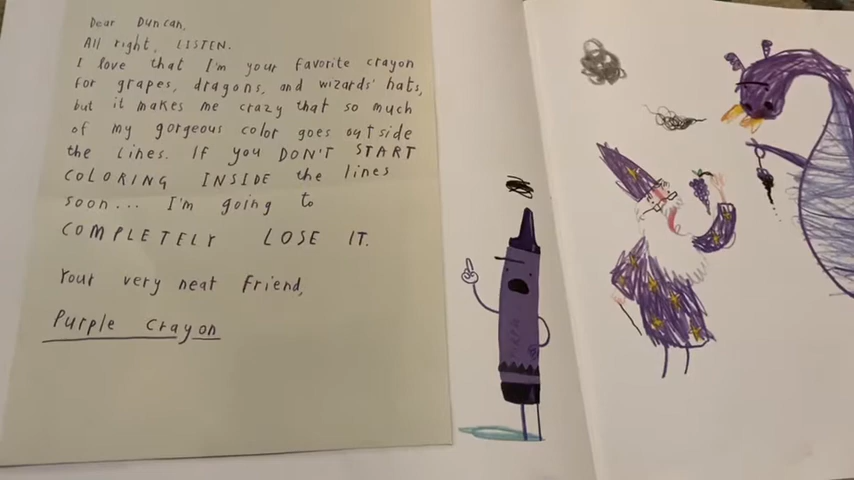 Dear Duncan,
All right, LISTEN.
I love that I'm your favorite crayon
for grapes, dragons, and wizards' hats,
but it makes me crazy that so much
of my gorgeous color goes outside
the lines. IF you DON'T START
COLORING INSIDE the lines
soon... I'm going to
COMPLETELY LOSE IT.
Your very neat Friend,
Purple Crayon
PURPLE